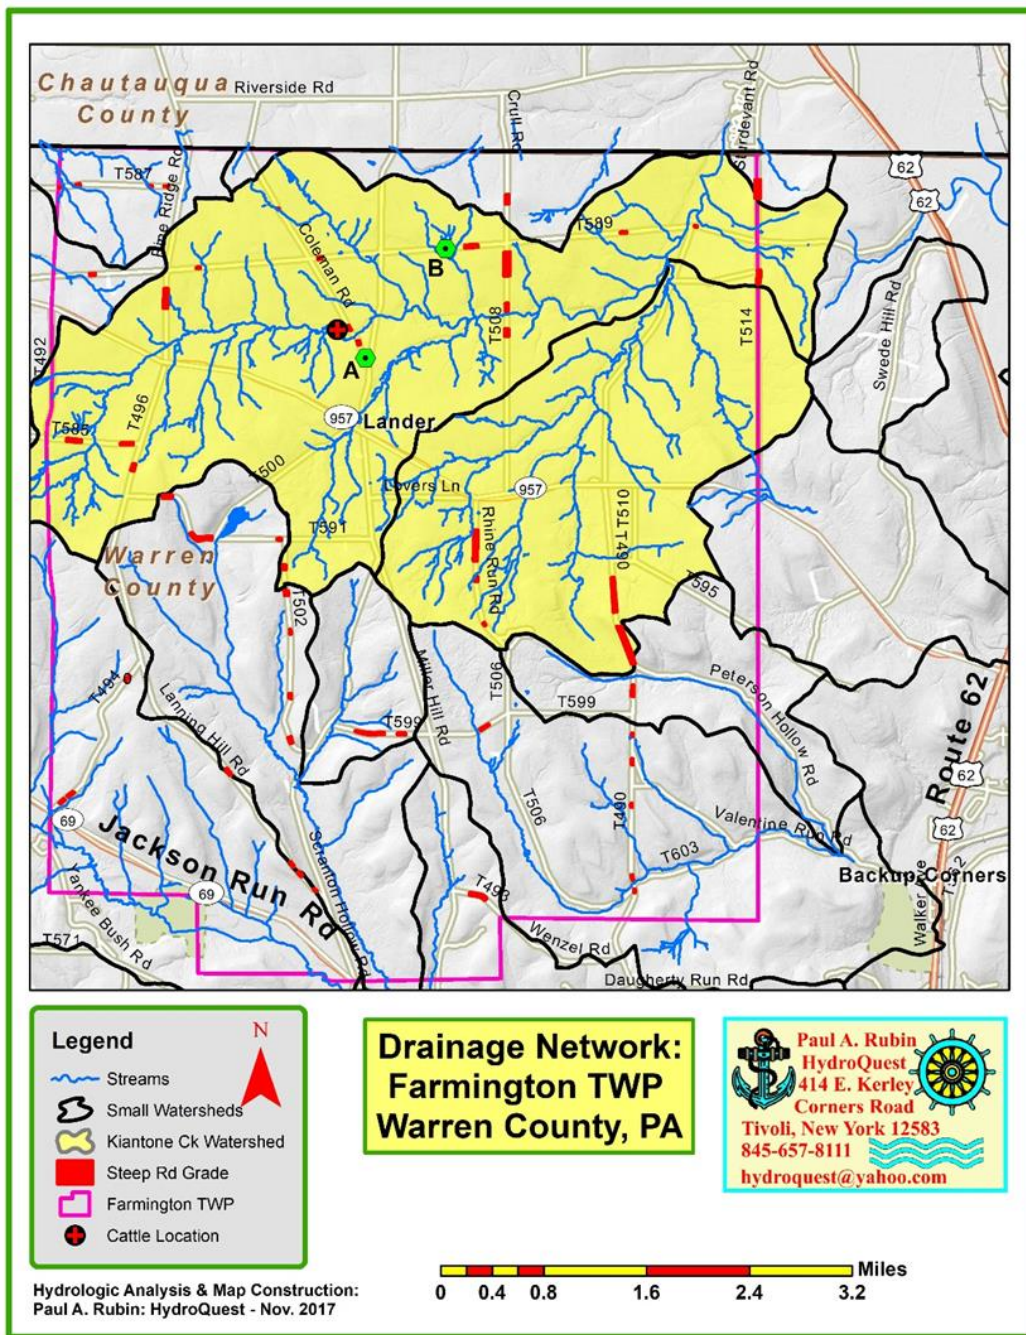 Chautauqua
County
Riverside Rd
Crull Rd
Sturdevant Rd
62
62
T587
Pine Ridge Rd
Coleman Rd
T589
B
T508
T514
Swede Hill Rd
T492
A
957
Lander
T496
T585
T500
Lovers Ln
957
T591
Rhine Run Rd
T510
T490
Warren
County
T502
T595
T494
Lanning Hill Rd
Miller Hill Rd
T506
T599
T599
Peterson Hollow Rd
Route 62
62
T506
T490
Valentine Run Rd
62
69
Jackson Run Rd
69
Scranton Hollow Rd
T603
Backup Corners
T493
Yankee Bush Rd
T571
Wenzel Rd
Walker Ave
Daugherty Run Rd
Legend
N
Streams
Small Watersheds
Kiantone Ck Watershed
Steep Rd Grade
Farmington TWP
Cattle Location
Drainage Network:
Farmington TWP
Warren County, PA
Paul A. Rubin
HydroQuest
414 E. Kerley
Corners Road
Tivoli, New York 12583
845-657-8111
hydroquest@yahoo.com
Hydrologic Analysis & Map Construction:
Paul A. Rubin: HydroQuest - Nov. 2017
Miles
0 0.4 0.8 1.6 2.4 3.2